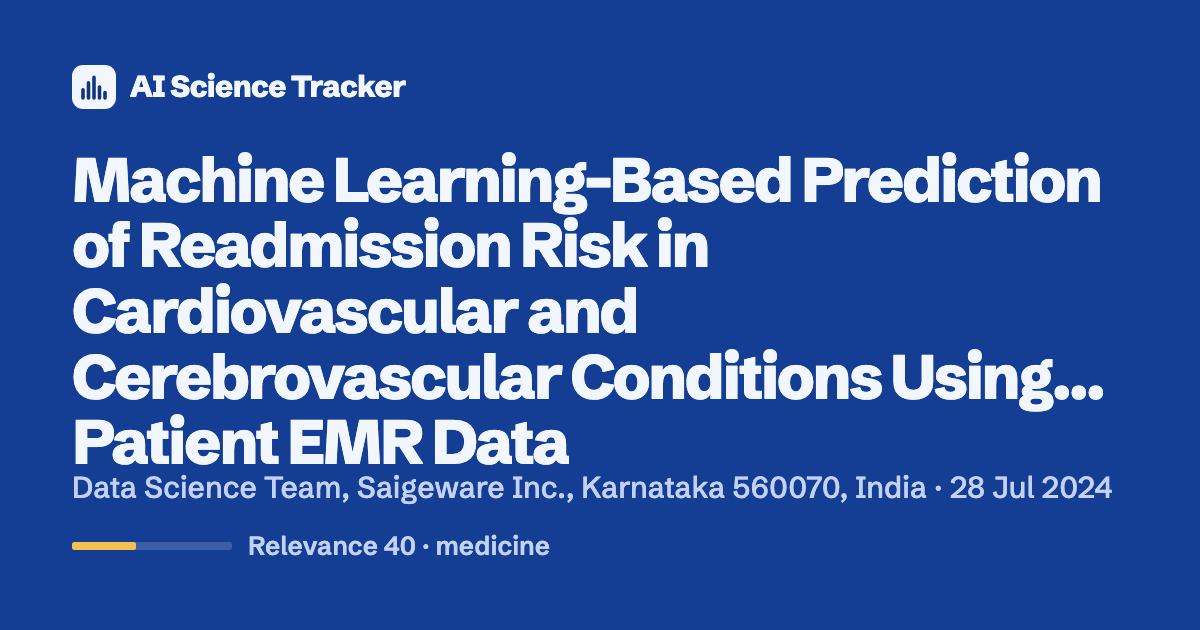 AI Science Tracker
Machine Learning-Based Prediction
of Readmission Risk in
Cardiovascular and
Cerebrovascular Conditions Using...
Patient EMR Data
Data Science Team, Saigeware Inc., Karnataka 560070, India · 28 Jul 2024
Relevance 40 · medicine